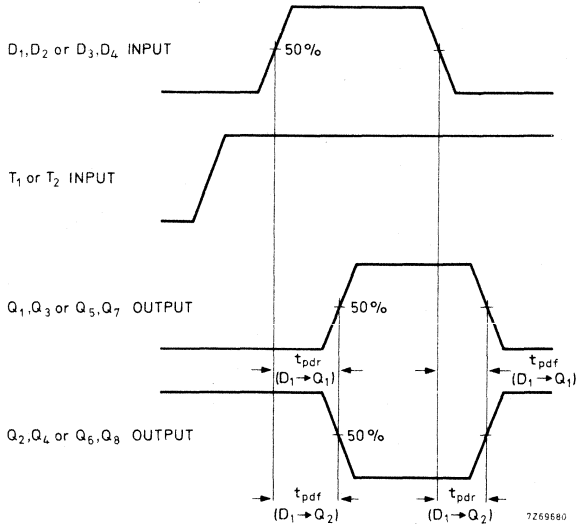 D₁,D₂ or D₃,D₄ INPUT
50%
T₁ or T₂ INPUT
Q₁,Q₃ or Q₅,Q₇ OUTPUT
50%
tpdr
(D₁→Q₁)
tpdf
(D₁→Q₁)
Q₂,Q₄ or Q₆,Q₈ OUTPUT
50%
tpdf
(D₁→Q₂)
tpdr
(D₁→Q₂)
7Z69680